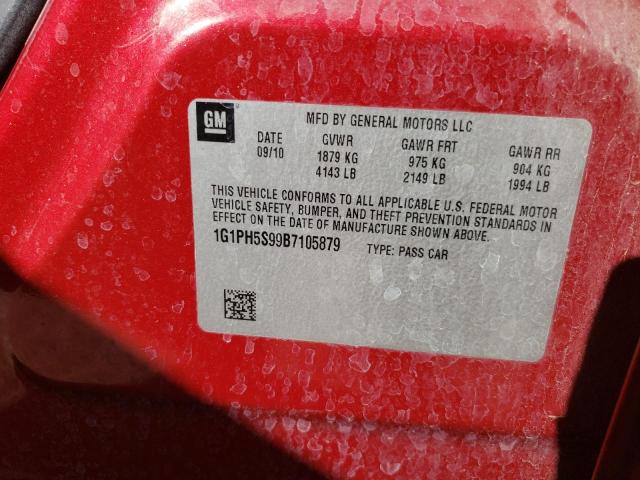 GM
MFD BY GENERAL MOTORS LLC
DATE GVWR GAWR FRT GAWR RR
09/10 1879 KG 975 KG 904 KG
4143 LB 2149 LB 1994 LB
THIS VEHICLE CONFORMS TO ALL APPLICABLE U.S. FEDERAL MOTOR
VEHICLE SAFETY, BUMPER, AND THEFT PREVENTION STANDARDS IN
EFFECT ON THE DATE OF MANUFACTURE SHOWN ABOVE.
1G1PH5S99B7105879 TYPE: PASS CAR